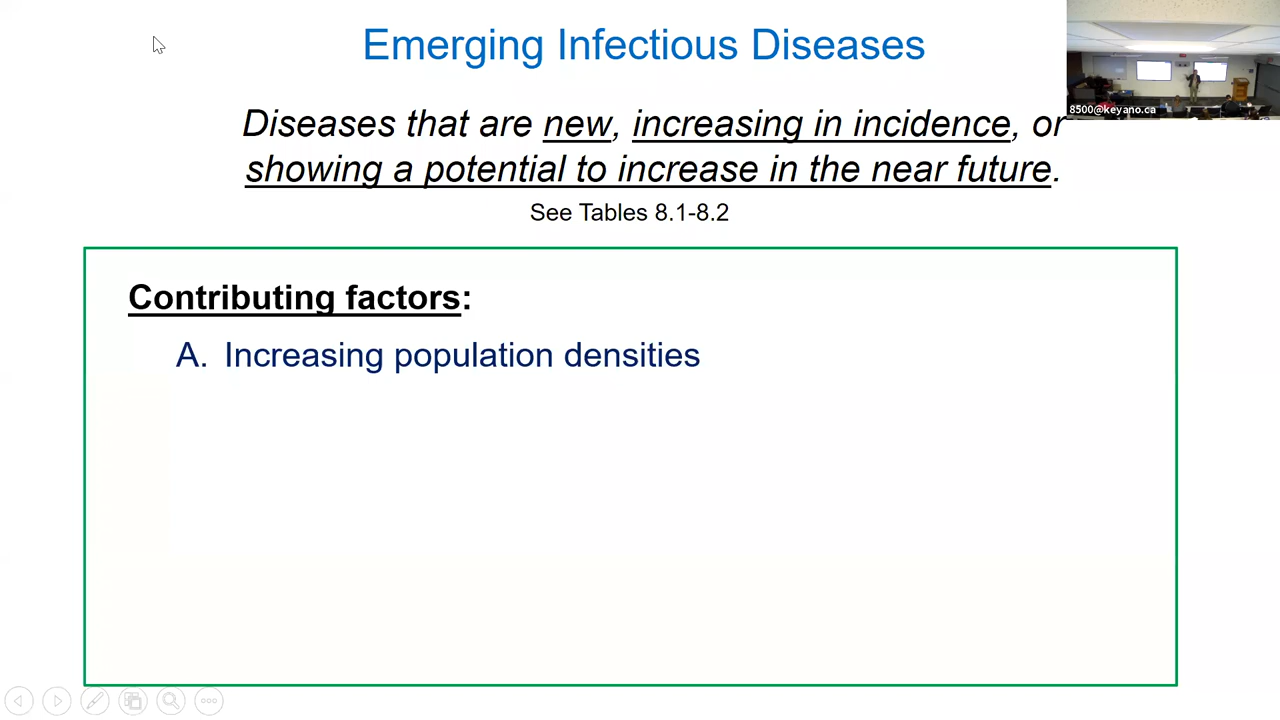 Emerging Infectious Diseases
8500@keyano.ca
Diseases that are new, increasing in incidence, or
showing a potential to increase in the near future.
See Tables 8.1-8.2
Contributing factors:
A. Increasing population densities